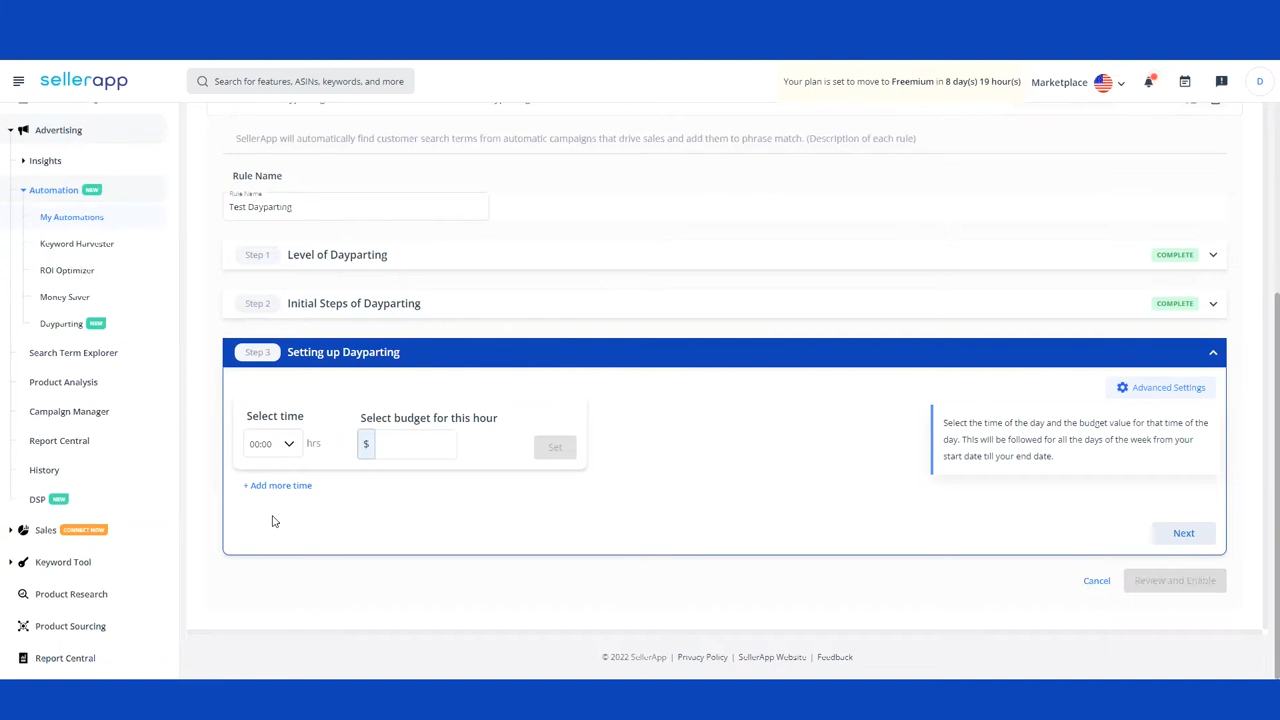 sellerapp
Search for features, ASINs, keywords, and more
Your plan is set to move to Freemium in 8 day(s) 19 hour(s)
Marketplace
D
Advertising
Insights
Automation NEW
My Automations
Keyword Harvester
ROI Optimizer
Money Saver
Dayparting NEW
Search Term Explorer
Product Analysis
Campaign Manager
Report Central
History
DSP NEW
Sales CONNECT NOW
Keyword Tool
Product Research
Product Sourcing
Report Central
SellerApp will automatically find customer search terms from automatic campaigns that drive sales and add them to phrase match. (Description of each rule)
Rule Name
Rule Name
Test Dayparting
Step 1 Level of Dayparting COMPLETE
Step 2 Initial Steps of Dayparting COMPLETE
Step 3 Setting up Dayparting
Advanced Settings
Select time
00:00 hrs
Select budget for this hour
$
Set
+ Add more time
Select the time of the day and the budget value for that time of the
day. This will be followed for all the days of the week from your
start date till your end date.
Next
Cancel
Review and Enable
© 2022 SellerApp | Privacy Policy | SellerApp Website | Feedback